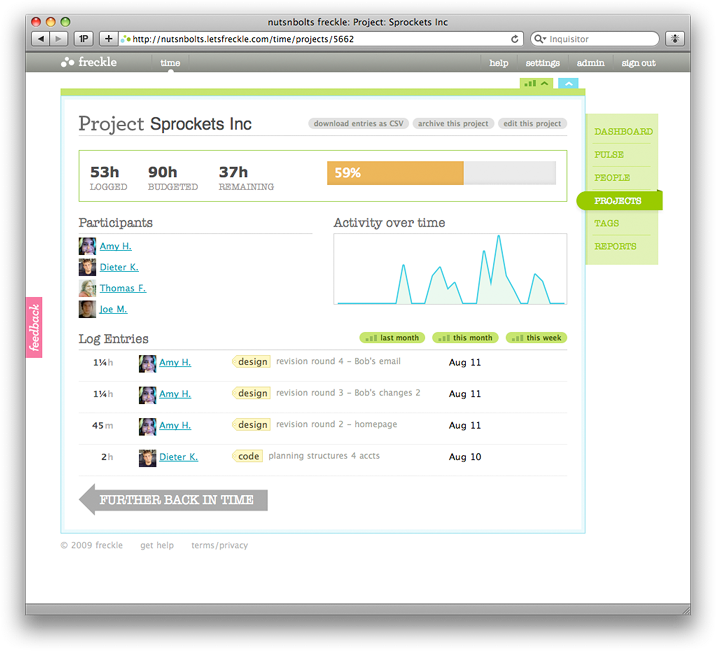 nutsnbolts freckle: Project: Sprockets Inc
1P + http://nutsnbolts.letsfreckle.com/time/projects/5662 Inquisitor
freckle time help settings admin sign out
Project Sprockets Inc download entries as CSV archive this project edit this project
53h 90h 37h 59%
LOGGED BUDGETED REMAINING
DASHBOARD
PULSE
PEOPLE
PROJECTS
TAGS
REPORTS
Participants Activity over time
Amy H.
Dieter K.
Thomas F.
Joe M.
feedback
Log Entries last month this month this week
1¼h Amy H. design revision round 4 – Bob's email Aug 11
1¼h Amy H. design revision round 3 – Bob's changes 2 Aug 11
45m Amy H. design revision round 2 – homepage Aug 11
2h Dieter K. code planning structures 4 accts Aug 10
FURTHER BACK IN TIME
© 2009 freckle get help terms/privacy